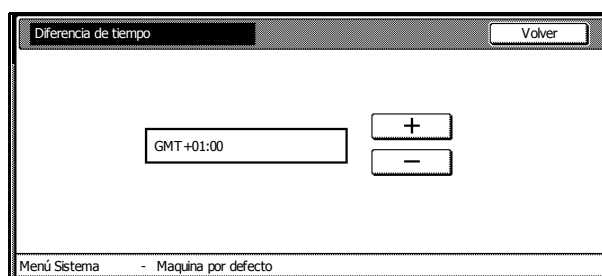 Diferencia de tiempo
Volver
GMT+01:00
+
–
Menú Sistema - Maquina por defecto